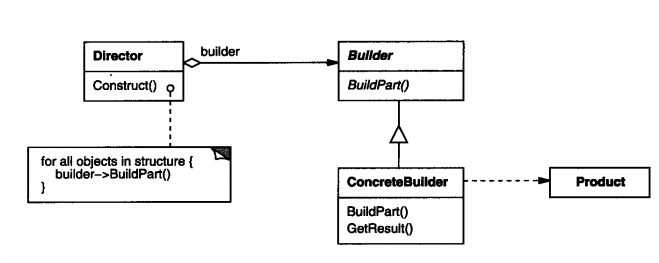 Director
builder
Builder
Construct()
BuildPart()
for all objects in structure {
builder->BuildPart()
}
ConcreteBuilder
Product
BuildPart()
GetResult()